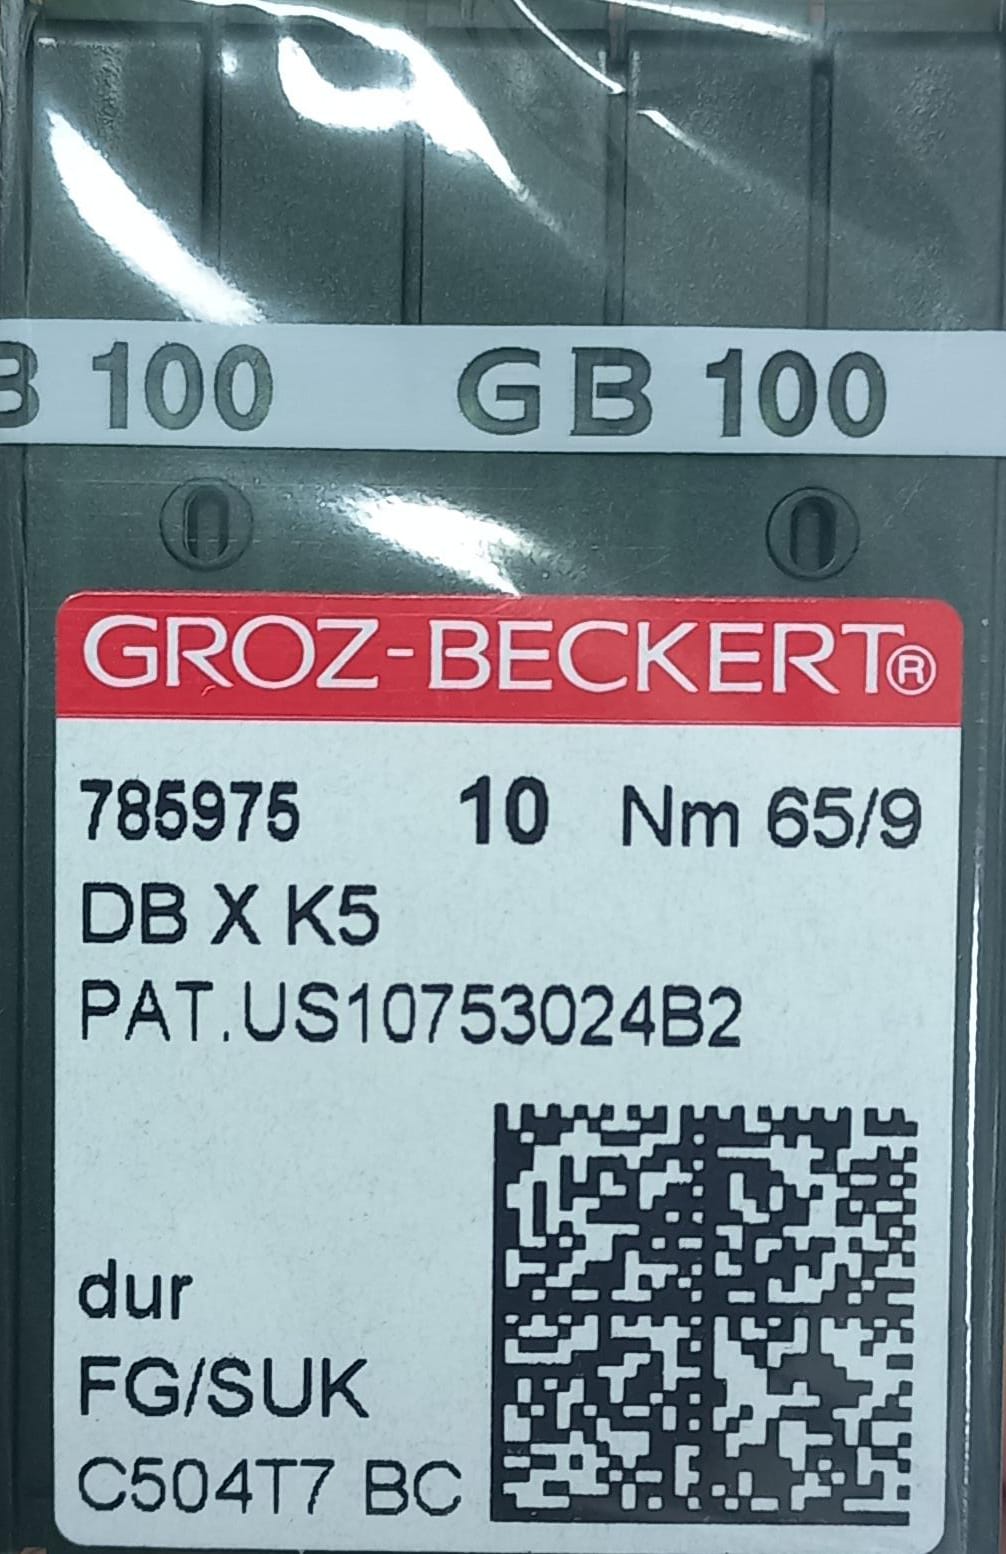 B 100 GB 100
GROZ-BECKERT®
785975 10 Nm 65/9
DB X K5
PAT.US10753024B2
dur
FG/SUK
C504T7 BC